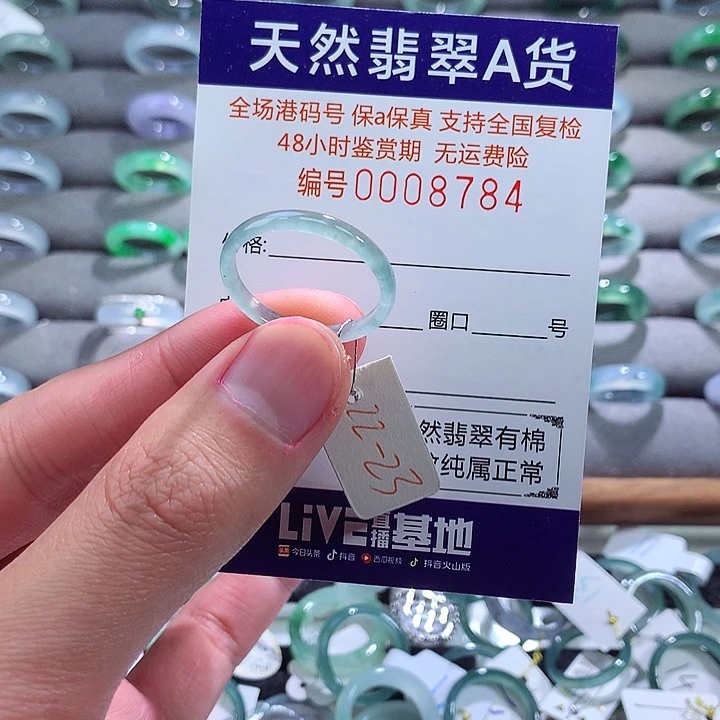 天然翡翠A货
全场港码号 保a保真 支持全国复检
48小时鉴赏期 无运费险
编号0008784
格:
圈口 号
然翡翠有棉
纯属正常
LiVE直播基地
今日头条 抖音 西瓜视频 抖音火山版